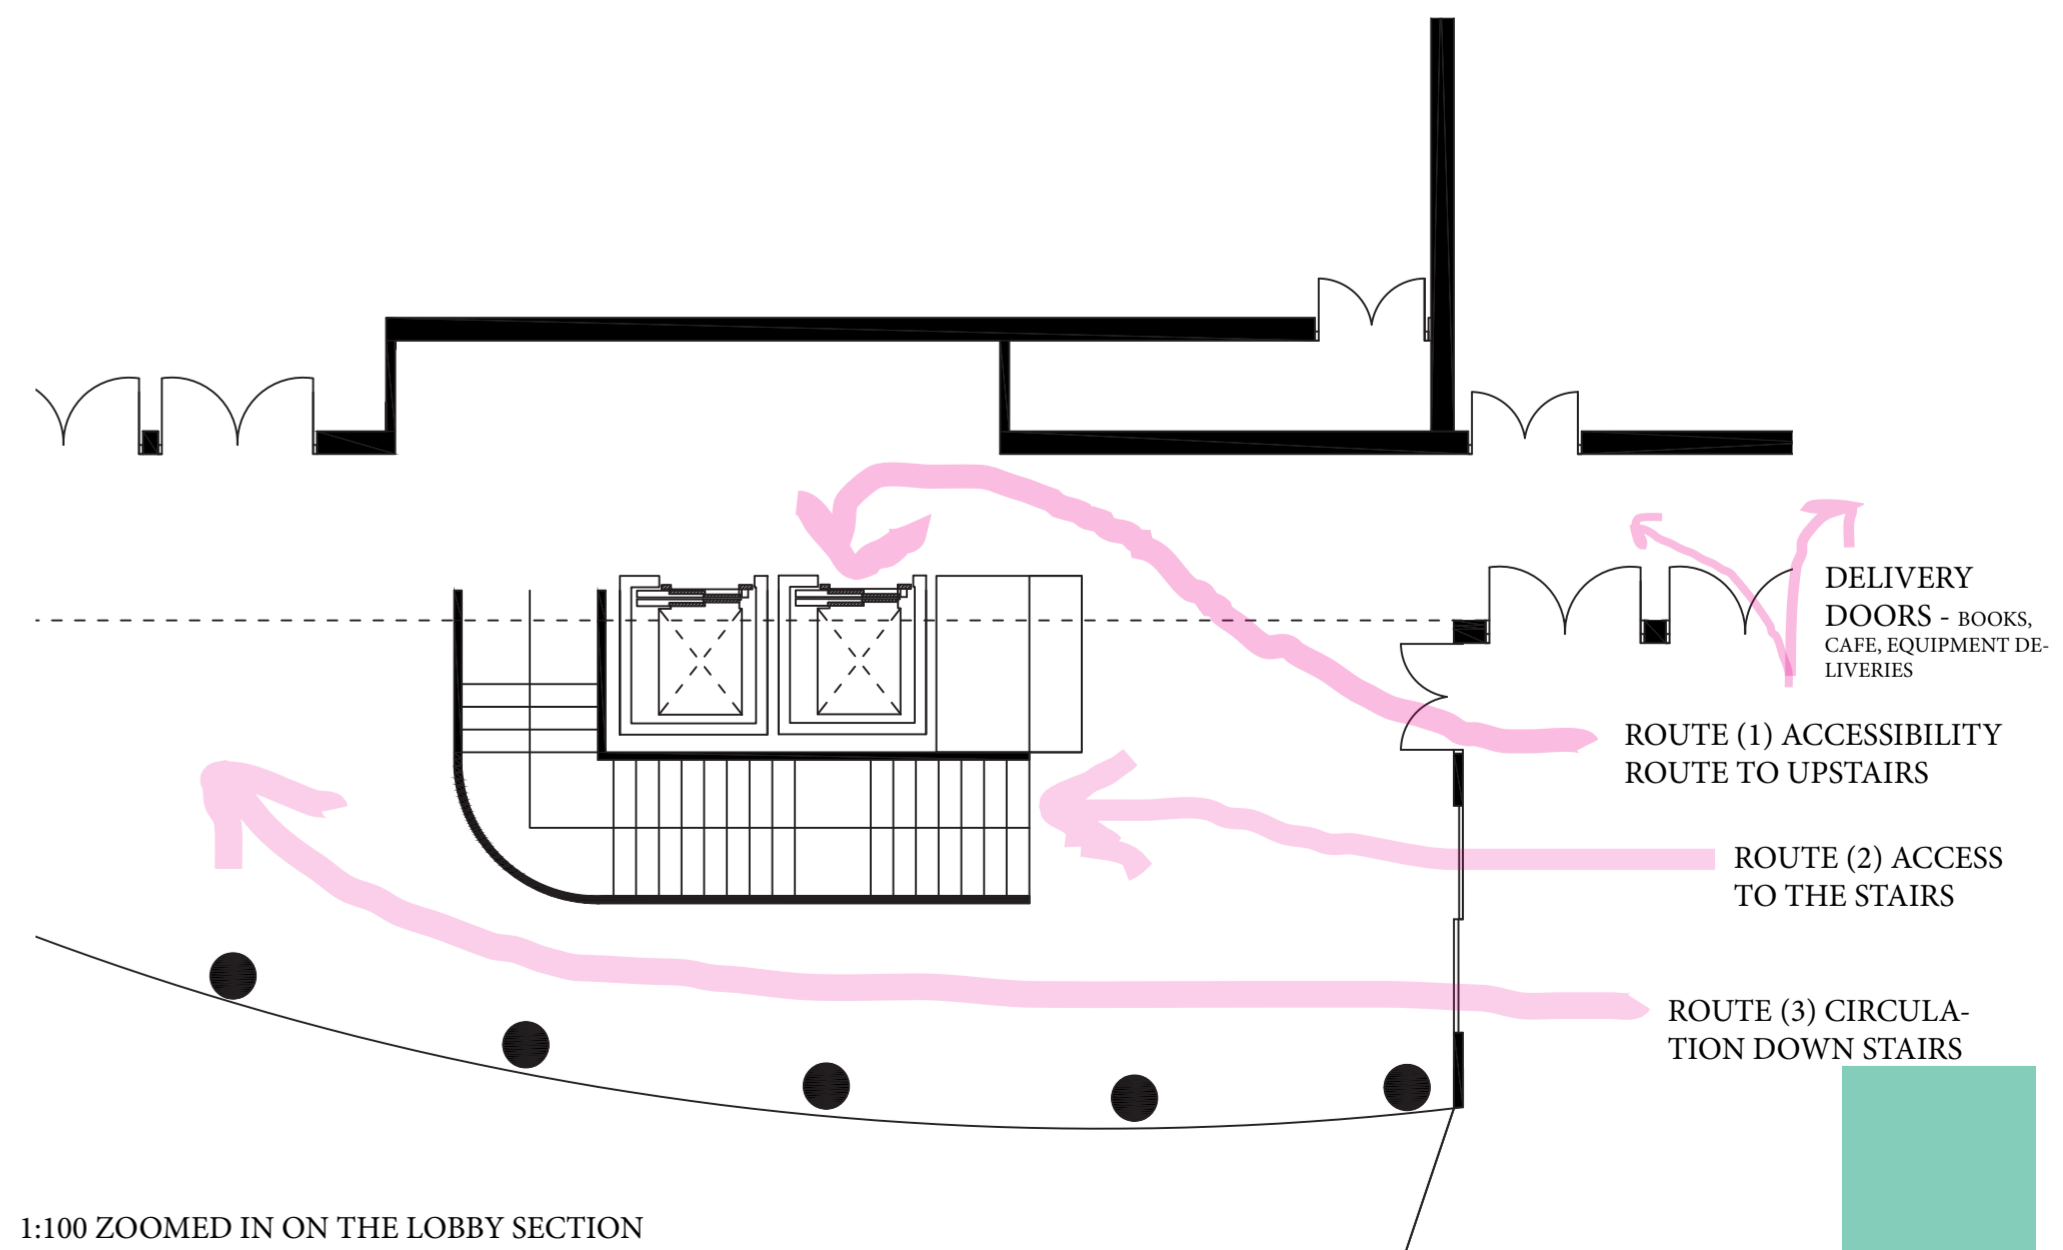 DELIVERY
DOORS - BOOKS,
CAFE, EQUIPMENT DE-
LIVERIES
ROUTE (1) ACCESSIBILITY
ROUTE TO UPSTAIRS
ROUTE (2) ACCESS
TO THE STAIRS
ROUTE (3) CIRCULA-
TION DOWN STAIRS
1:100 ZOOMED IN ON THE LOBBY SECTION